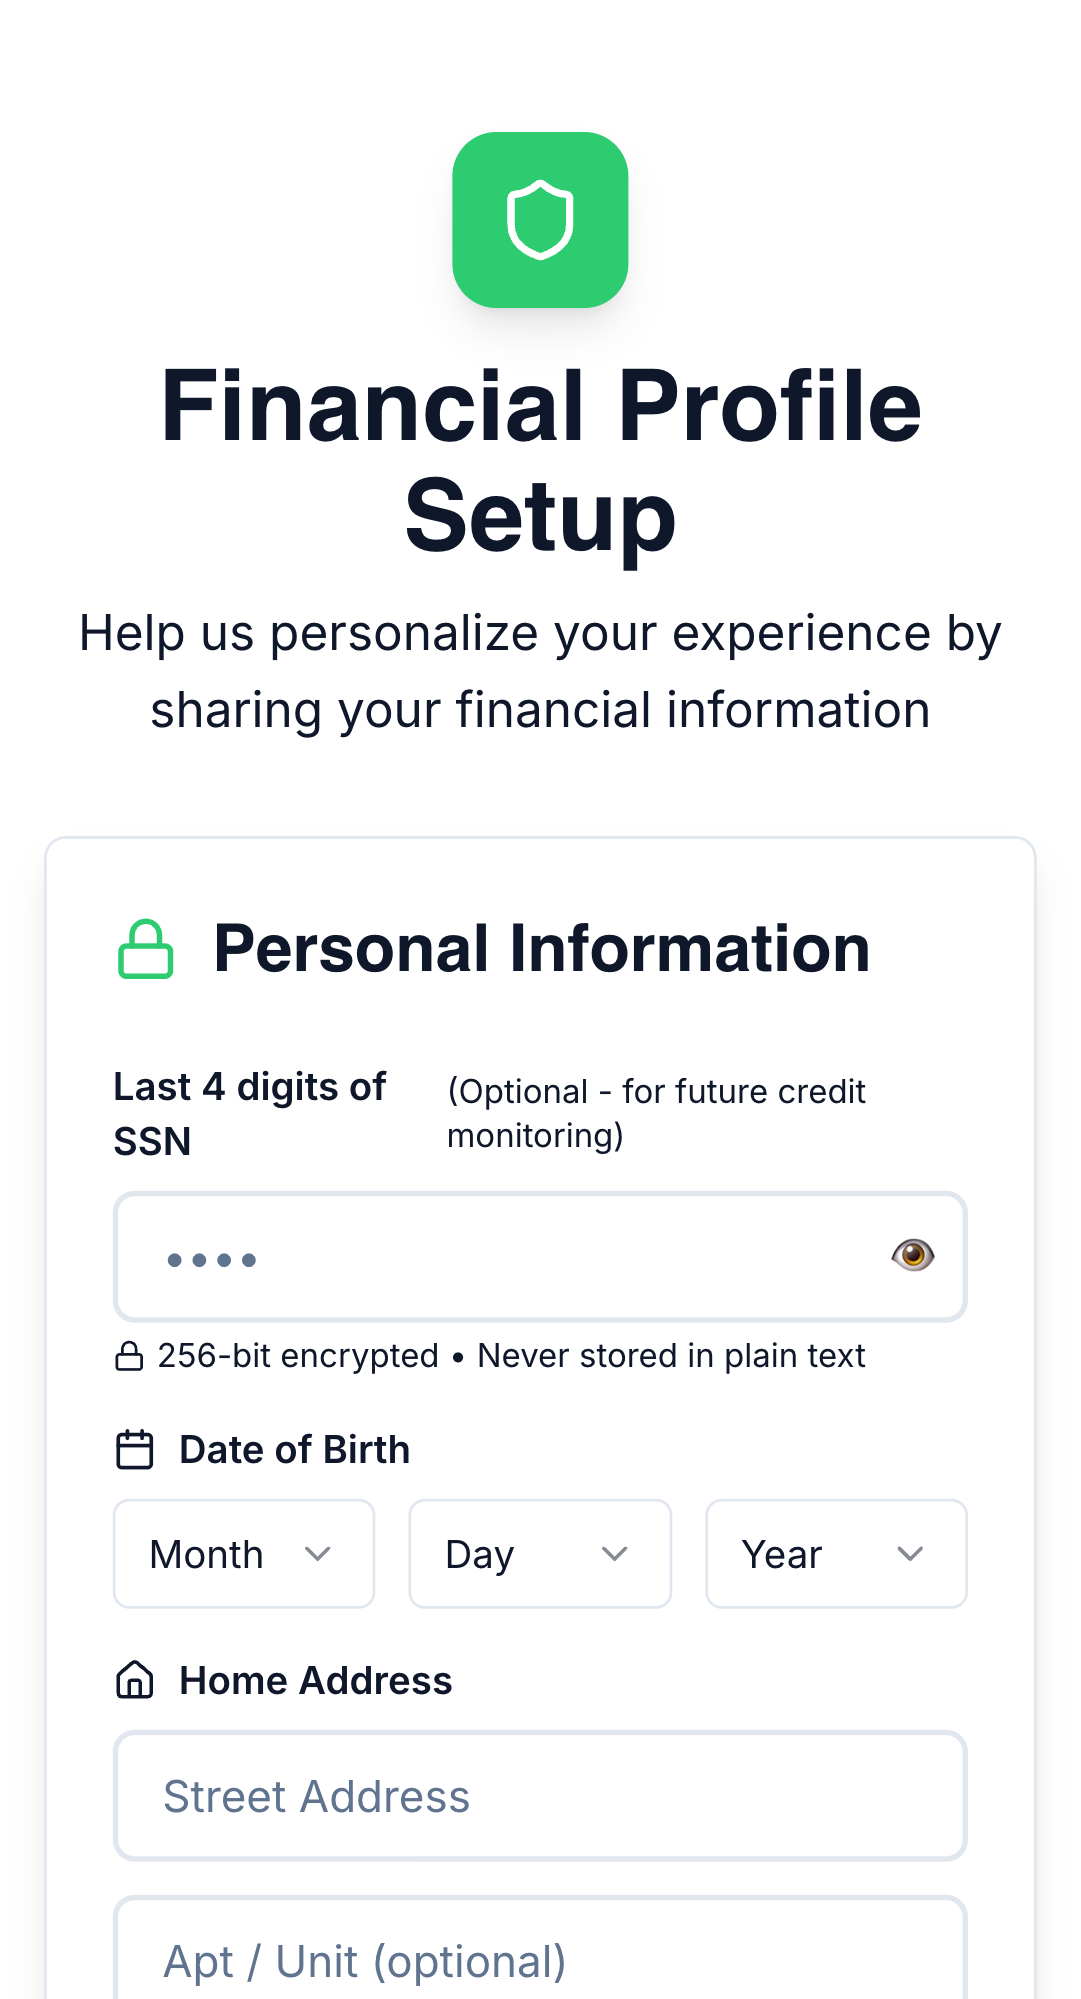 Financial Profile
Setup
Help us personalize your experience by
sharing your financial information
Personal Information
Last 4 digits of
SSN
(Optional - for future credit
monitoring)
••••
256-bit encrypted • Never stored in plain text
Date of Birth
Month
Day
Year
Home Address
Street Address
Apt / Unit (optional)